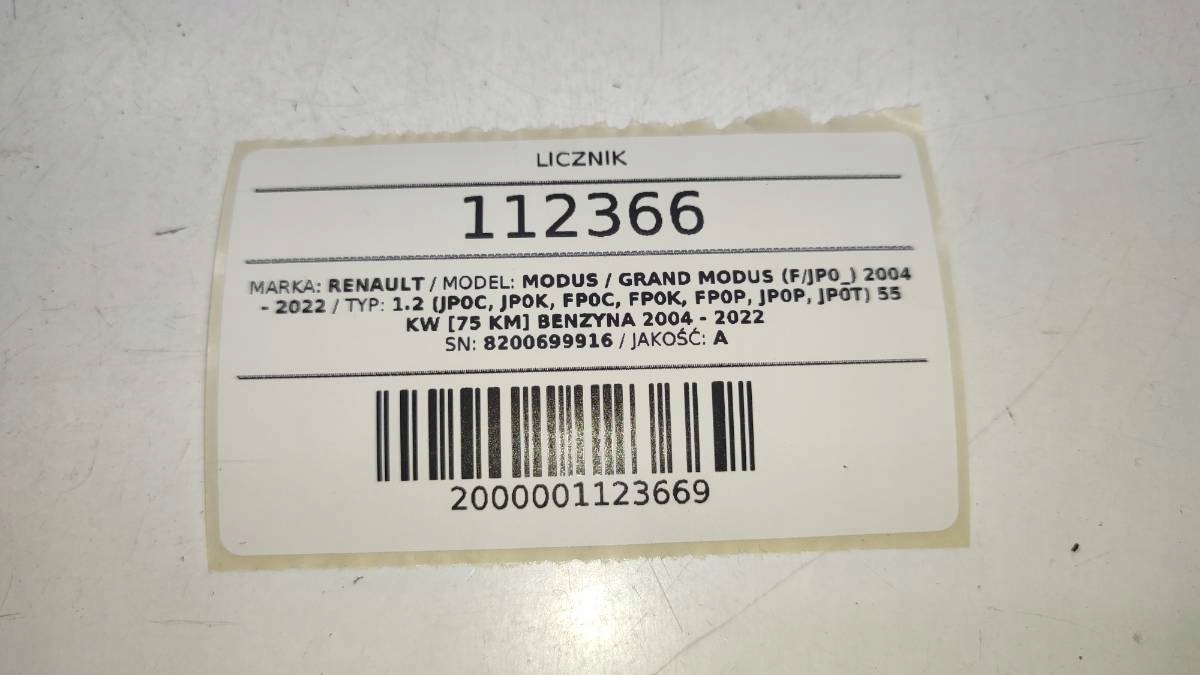 LICZNIK
112366
MARKA: RENAULT / MODEL: MODUS / GRAND MODUS (F/JP0_) 2004
- 2022 / TYP: 1.2 (JP0C, JP0K, FP0C, FP0K, FP0P, JP0P, JP0T) 55
KW [75 KM] BENZYNA 2004 - 2022
SN: 8200699916 / JAKOŚĆ: A
2000001123669